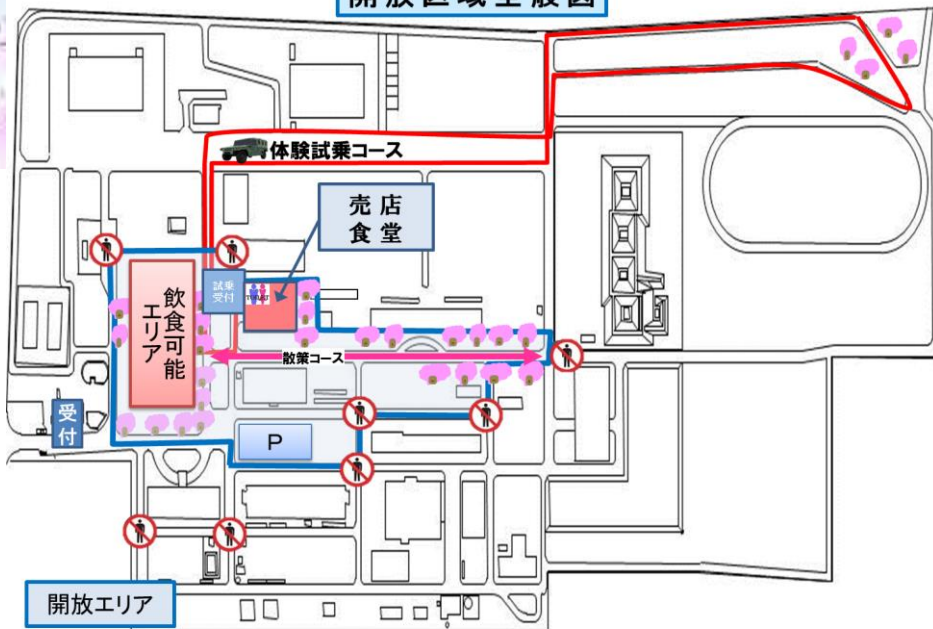 開放区域全般図
体験試乗コース
売店
食堂
試乗
受付
TOILET
飲食可能
エリア
散策コース
受付
P
開放エリア